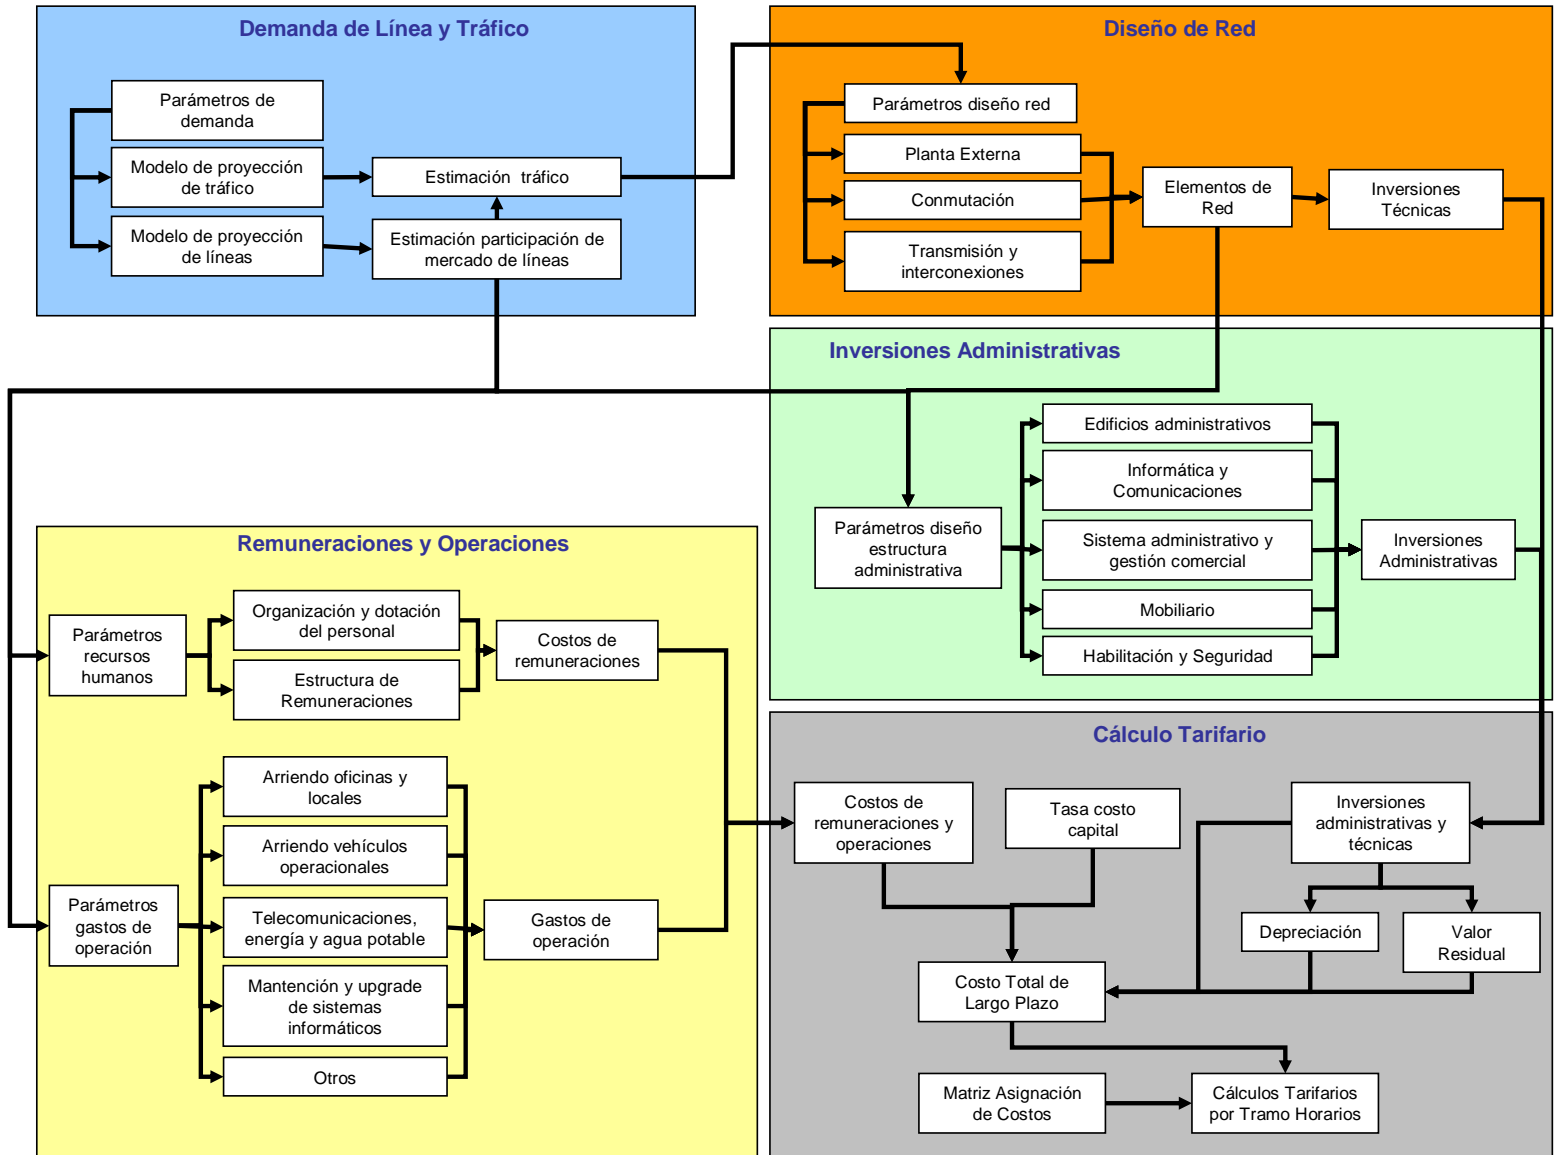 Demanda de Línea y Tráfico
Parámetros de
demanda
Modelo de proyección
de tráfico
Estimación tráfico
Modelo de proyección
de líneas
Estimación participación de
mercado de líneas
Diseño de Red
Parámetros diseño red
Planta Externa
Conmutación
Transmisión y
interconexiones
Elementos de
Red
Inversiones
Técnicas
Inversiones Administrativas
Parámetros diseño
estructura
administrativa
Edificios administrativos
Informática y
Comunicaciones
Sistema administrativo y
gestión comercial
Mobiliario
Habilitación y Seguridad
Inversiones
Administrativas
Remuneraciones y Operaciones
Parámetros
recursos
humanos
Organización y dotación
del personal
Estructura de
Remuneraciones
Costos de
remuneraciones
Parámetros
gastos de
operación
Arriendo oficinas y
locales
Arriendo vehículos
operacionales
Telecomunicaciones,
energía y agua potable
Mantención y upgrade
de sistemas
informáticos
Otros
Gastos de
operación
Cálculo Tarifario
Costos de
remuneraciones y
operaciones
Tasa costo
capital
Inversiones
administrativas y
técnicas
Depreciación
Valor
Residual
Costo Total de
Largo Plazo
Matriz Asignación
de Costos
Cálculos Tarifarios
por Tramo Horarios